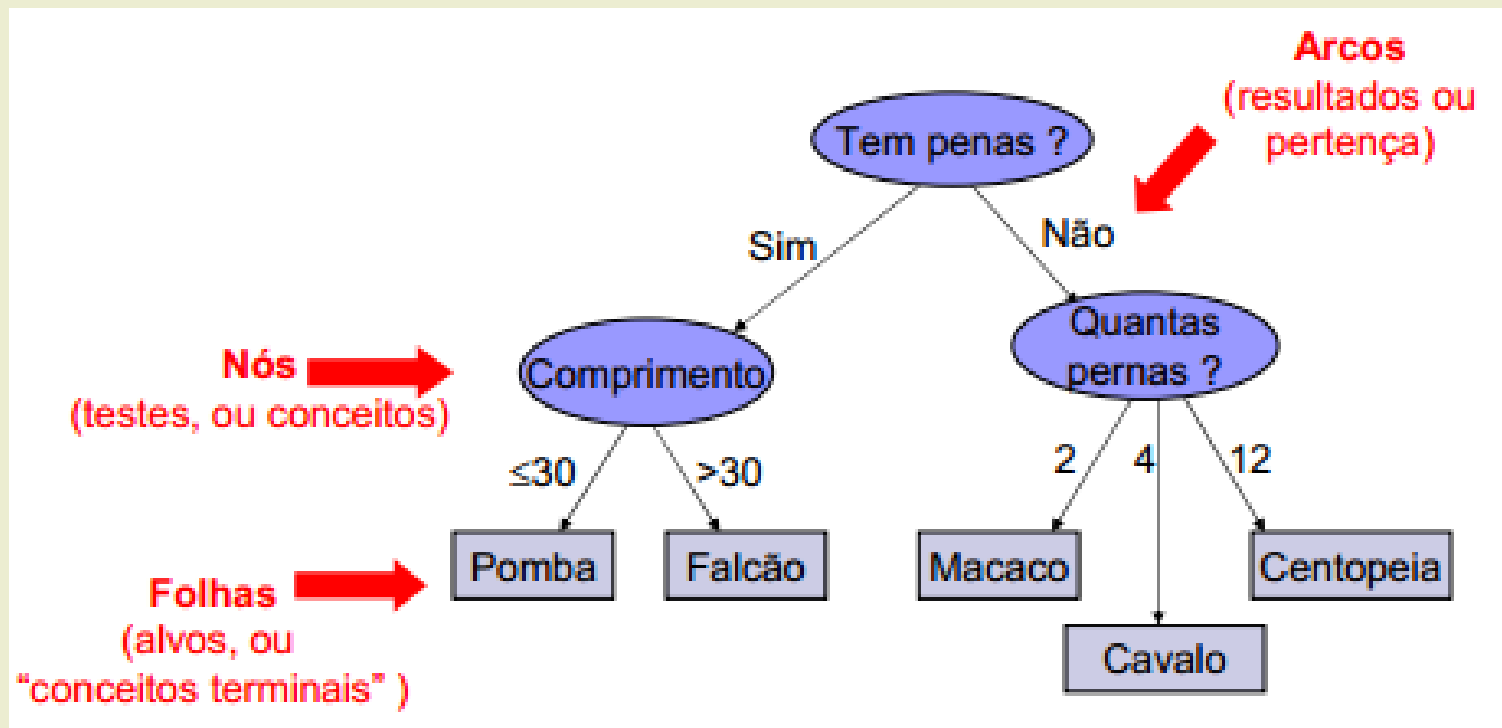 Arcos
(resultados ou
pertença)
Tem penas ?
Sim
Não
Nós
(testes, ou conceitos)
Comprimento
Quantas
pernas ?
≤30
>30
2
4
12
Pomba
Falcão
Macaco
Centopeia
Cavalo
Folhas
(alvos, ou
“conceitos terminais” )